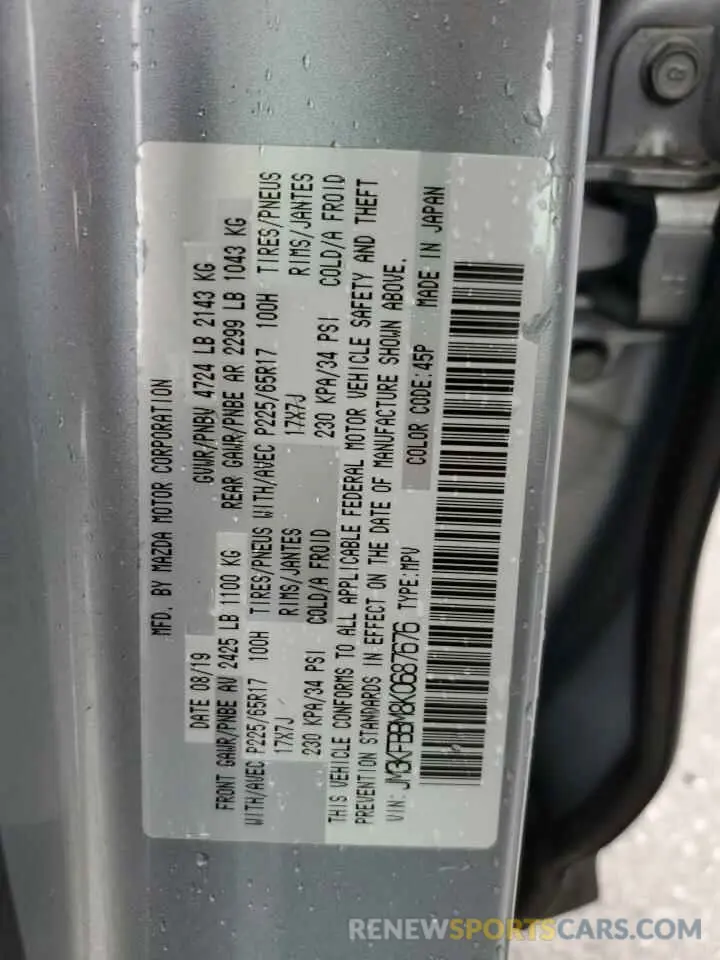 MFD. BY MAZDA MOTOR CORPORATION
DATE 08/19 GVWR/PNBV 4724 LB 2143 KG
FRONT GAWR/PNBE AV 2425 LB 1100 KG REAR GAWR/PNBE AR 2299 LB 1043 KG
WITH/AVEC P225/65R17 100H TIRES/PNEUS WITH/AVEC P225/65R17 100H TIRES/PNEUS
17X7J RIMS/JANTES 17X7J RIMS/JANTES
230 KPA/34 PSI COLD/A FROID 230 KPA/34 PSI COLD/A FROID
THIS VEHICLE CONFORMS TO ALL APPLICABLE FEDERAL MOTOR VEHICLE SAFETY AND THEFT
PREVENTION STANDARDS IN EFFECT ON THE DATE OF MANUFACTURE SHOWN ABOVE.
VIN: JM3KFBBM8K0687676 TYPE:MPV COLOR CODE:45P MADE IN JAPAN
RENEWSPORTSCARS.COM